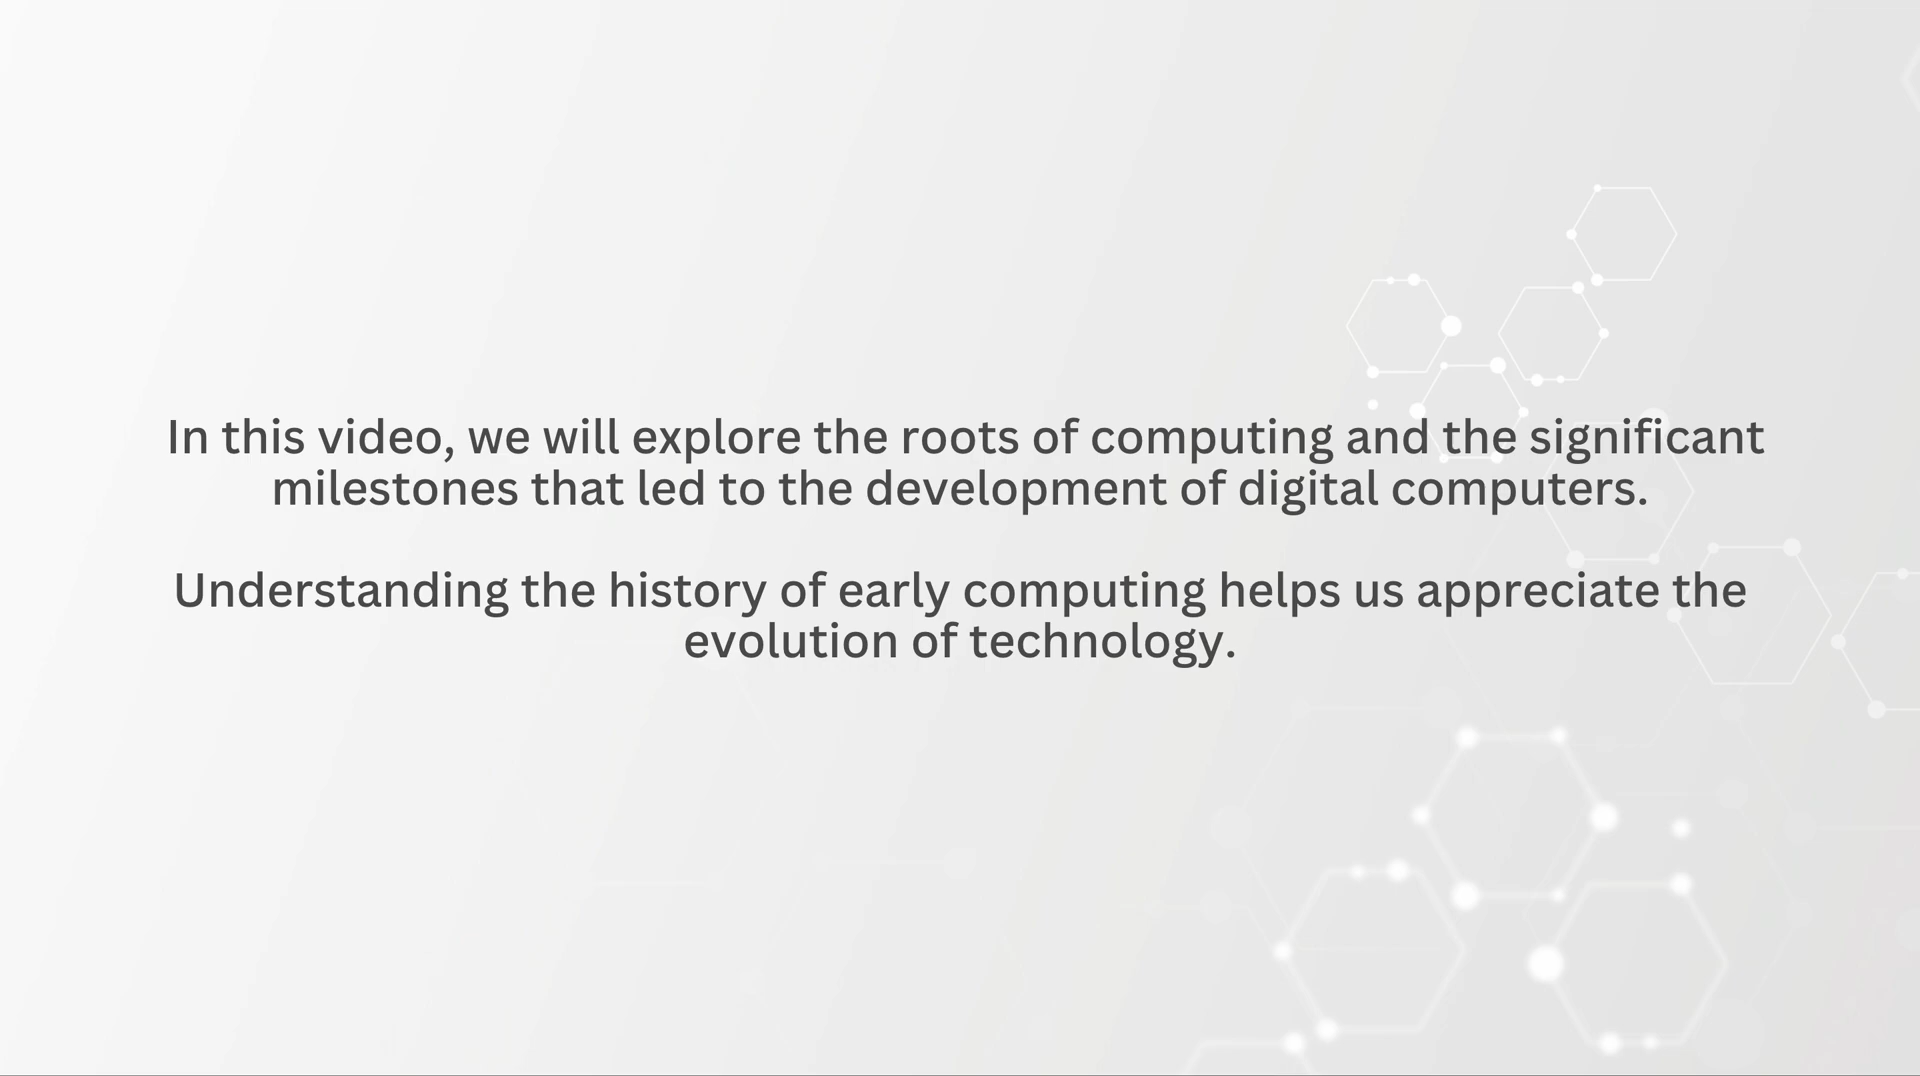 In this video, we will explore the roots of computing and the significant
milestones that led to the development of digital computers.
Understanding the history of early computing helps us appreciate the
evolution of technology.